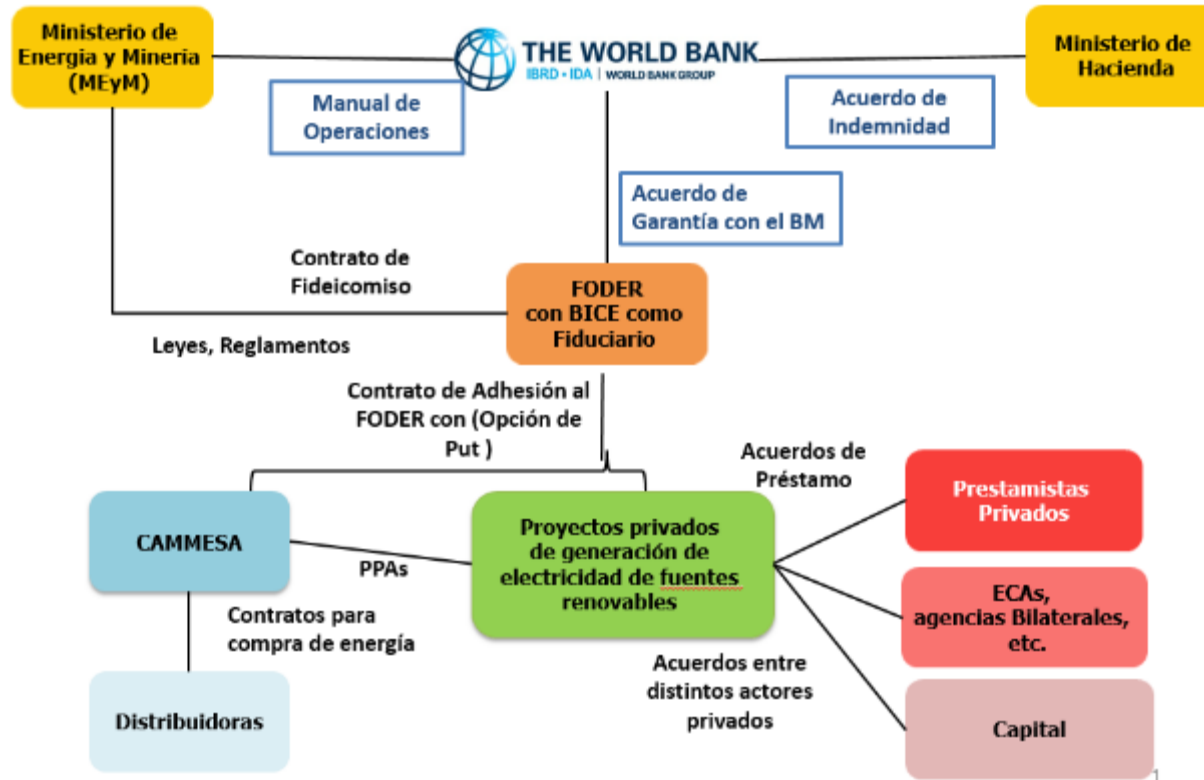 Ministerio de
Energia y Minería
(MEyM)
THE WORLD BANK
IBRD • IDA | WORLD BANK GROUP
Ministerio de
Hacienda
Manual de
Operaciones
Acuerdo de
Indemnidad
Acuerdo de
Garantía con el BM
Contrato de
Fideicomiso
FODER
con BICE como
Fiduciario
Leyes, Reglamentos
Contrato de Adhesión al
FODER con (Opción de
Put )
Acuerdos de
Préstamo
Prestamistas
Privados
CAMMESA
PPAs
Proyectos privados
de generación de
electricidad de fuentes
renovables
ECAs,
agencias Bilaterales,
etc.
Contratos para
compra de energía
Acuerdos entre
distintos actores
privados
Distribuidoras
Capital
1